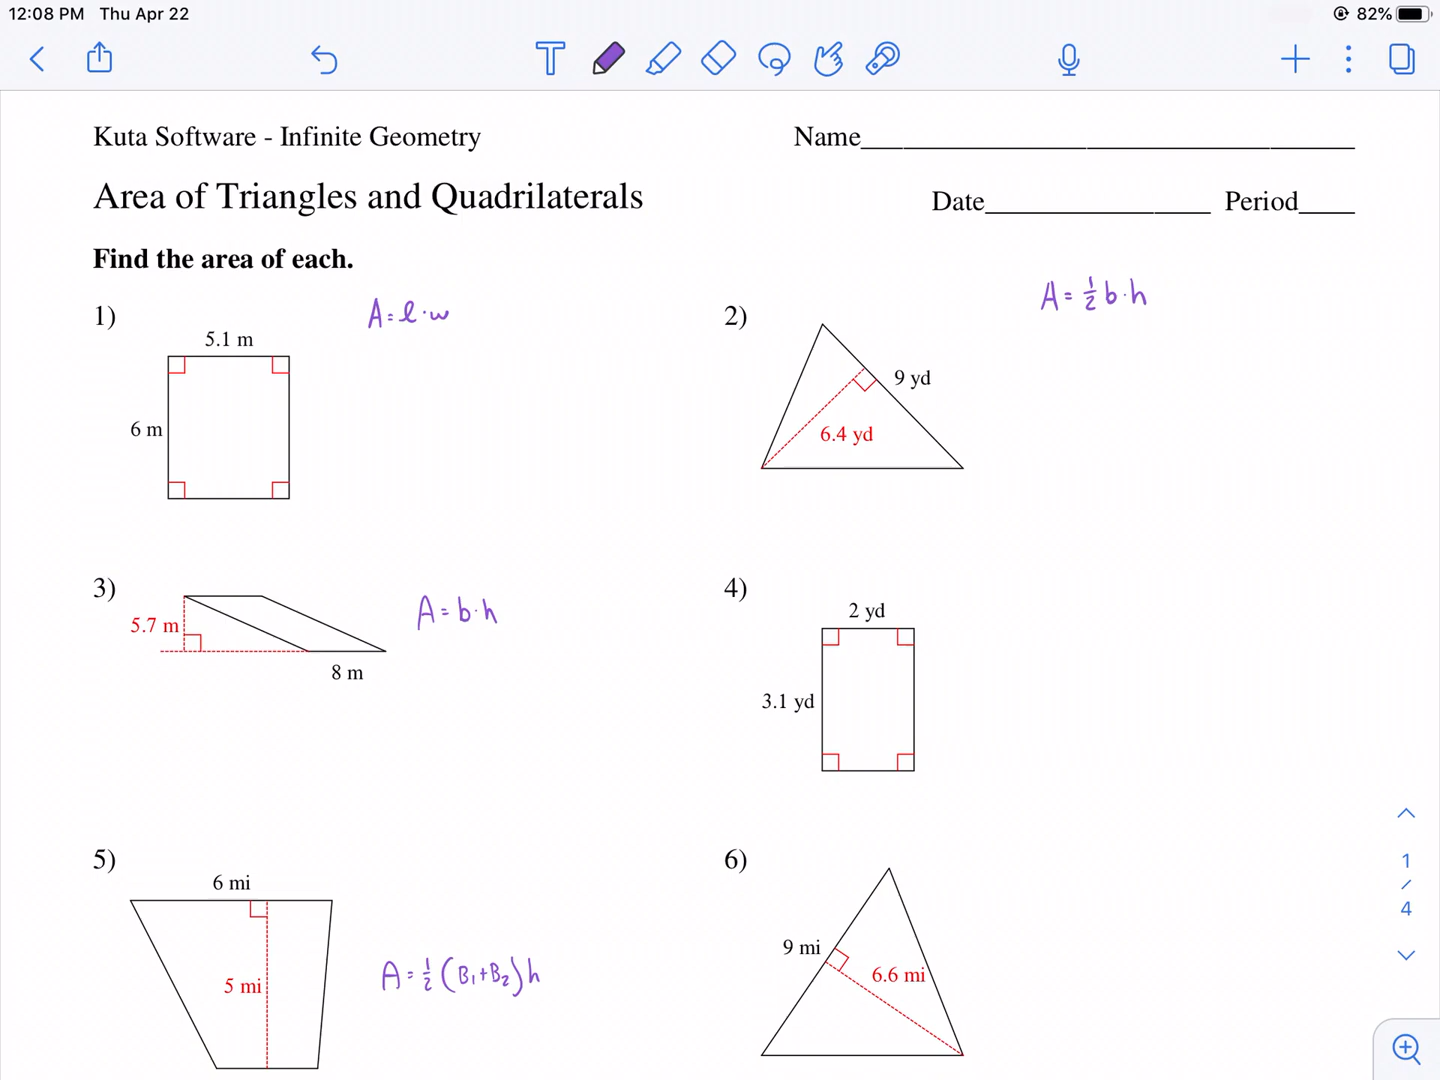 12:08 PM Thu Apr 22 82%
Kuta Software - Infinite Geometry Name
Area of Triangles and Quadrilaterals Date Period
Find the area of each.
1) A = l · w
5.1 m
6 m
2) A = 1/2 b · h
9 yd
6.4 yd
3) A = b · h
5.7 m
8 m
4)
2 yd
3.1 yd
5)
6 mi
5 mi
A = 1/2 (B₁ + B₂) h
6)
9 mi
6.6 mi
1
/
4